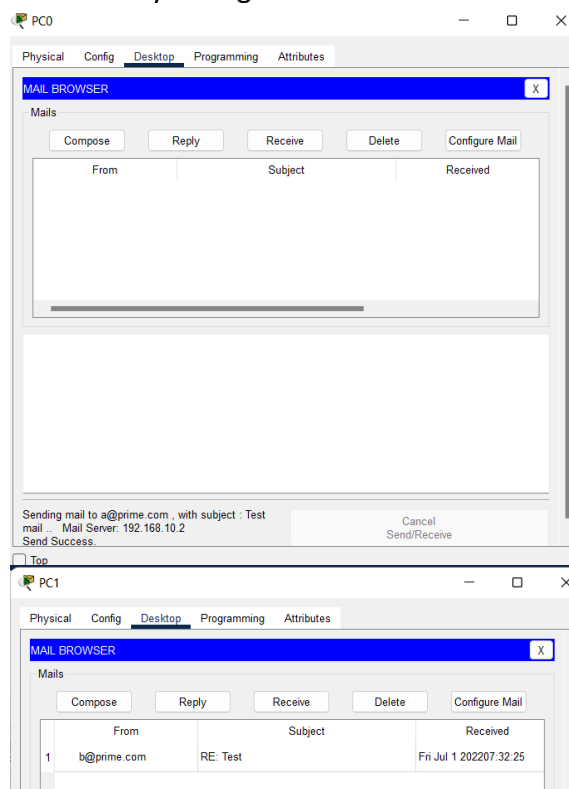 PC0
Physical Config Desktop Programming Attributes
MAIL BROWSER X
Mails
Compose Reply Receive Delete Configure Mail
From Subject Received
Sending mail to a@prime.com , with subject : Test
mail .. Mail Server: 192.168.10.2
Send Success.
Cancel
Send/Receive
Top
PC1
Physical Config Desktop Programming Attributes
MAIL BROWSER X
Mails
Compose Reply Receive Delete Configure Mail
From Subject Received
1 b@prime.com RE: Test Fri Jul 1 202207:32:25